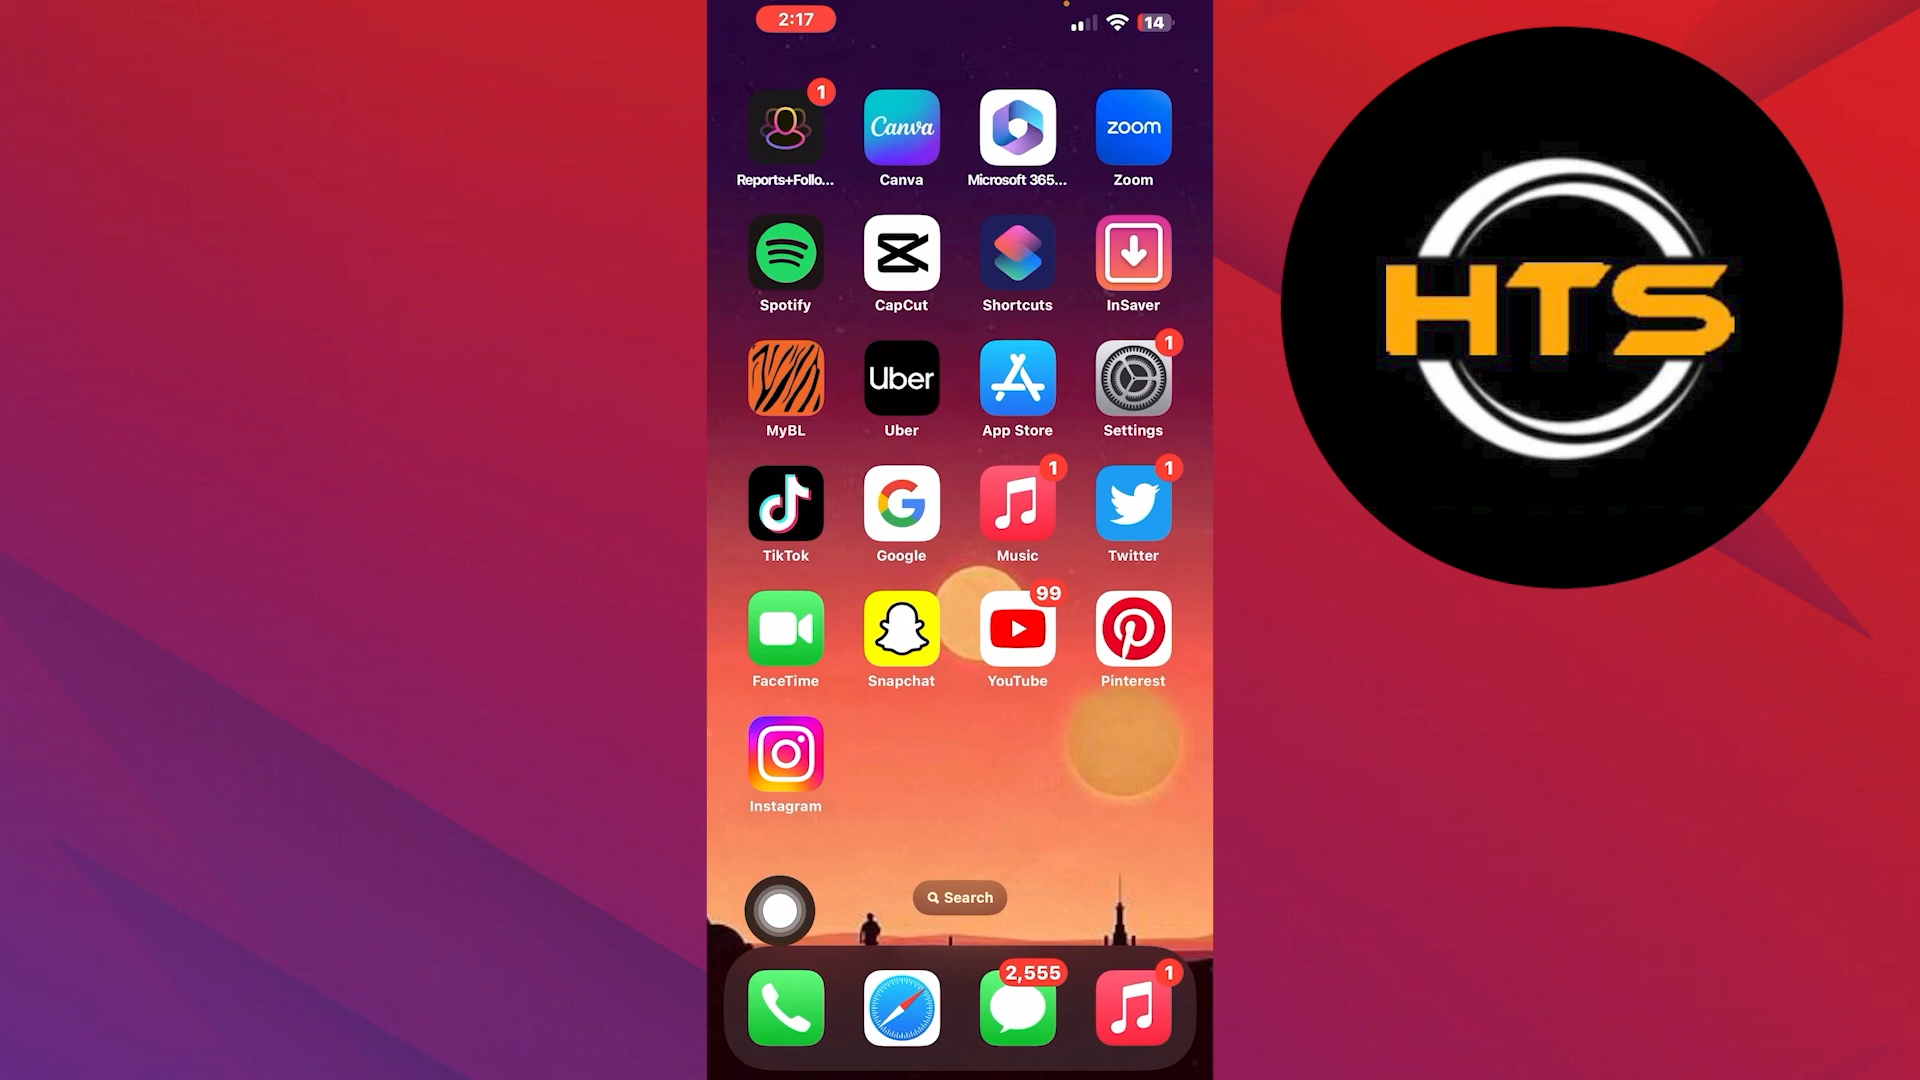 2:17
14
1
Canva
zoom
Reports+Follo...
Canva
Microsoft 365...
Zoom
Spotify
CapCut
Shortcuts
InSaver
1
Uber
MyBL
Uber
App Store
Settings
1
1
TikTok
Google
Music
Twitter
99
FaceTime
Snapchat
YouTube
Pinterest
Instagram
Search
2,555
1
HTS